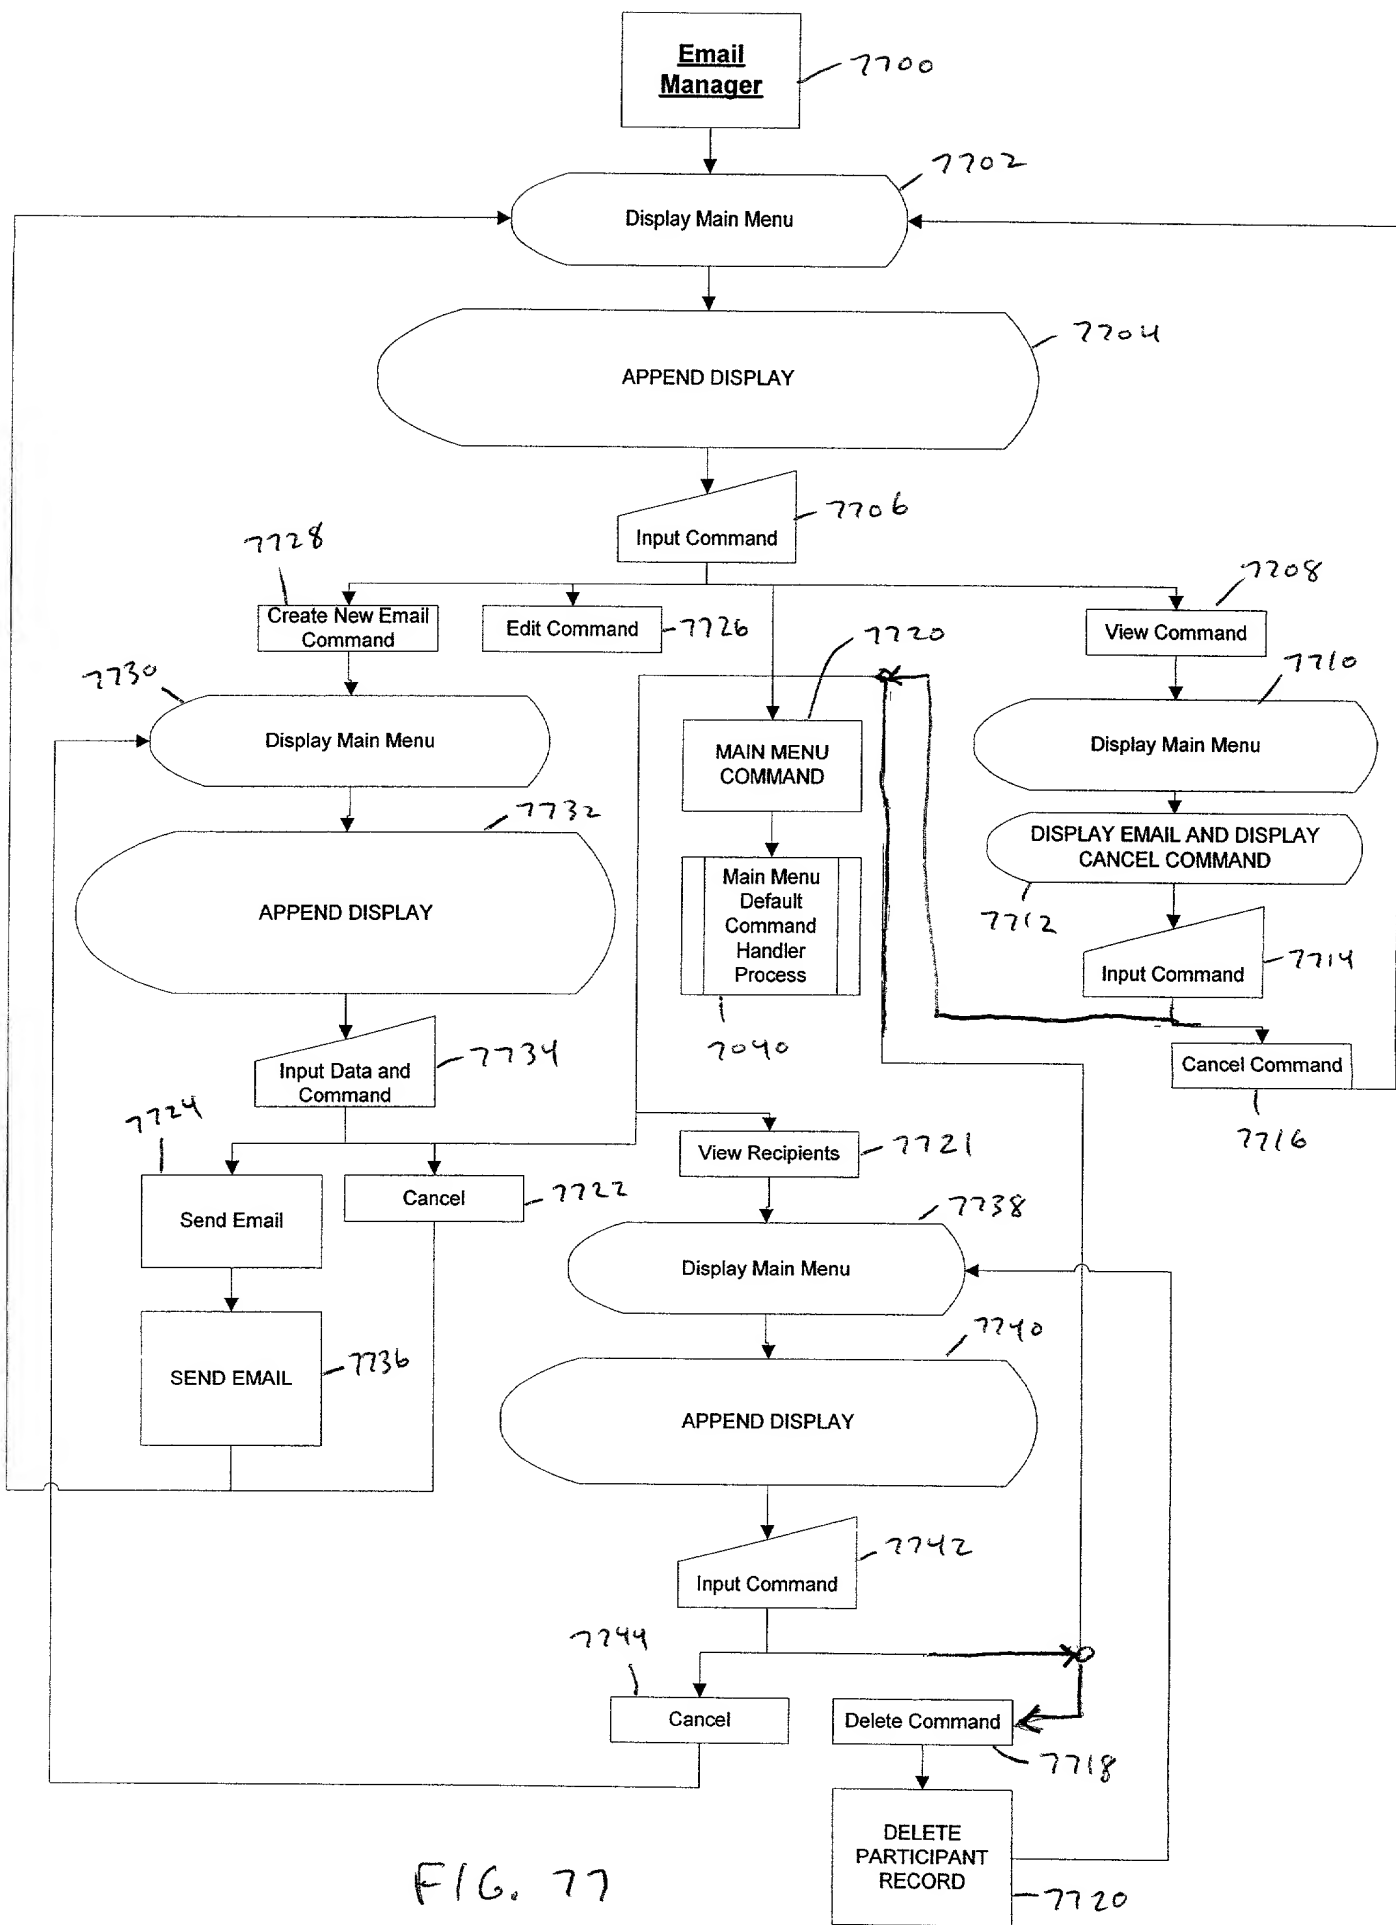 Email
Manager
7700
7702
Display Main Menu
7704
APPEND DISPLAY
7706
Input Command
7728
Create New Email
Command
Edit Command
7726
7720
7208
View Command
7730
Display Main Menu
MAIN MENU
COMMAND
7710
Display Main Menu
7732
APPEND DISPLAY
Main Menu
Default
Command
Handler
Process
7040
DISPLAY EMAIL AND DISPLAY
CANCEL COMMAND
7712
Input Command
7714
Cancel Command
7716
Input Data and
Command
7734
7724
Send Email
Cancel
7722
View Recipients
7721
7738
Display Main Menu
SEND EMAIL
7736
7740
APPEND DISPLAY
7742
Input Command
7744
Cancel
Delete Command
7718
DELETE
PARTICIPANT
RECORD
7720
FIG. 77